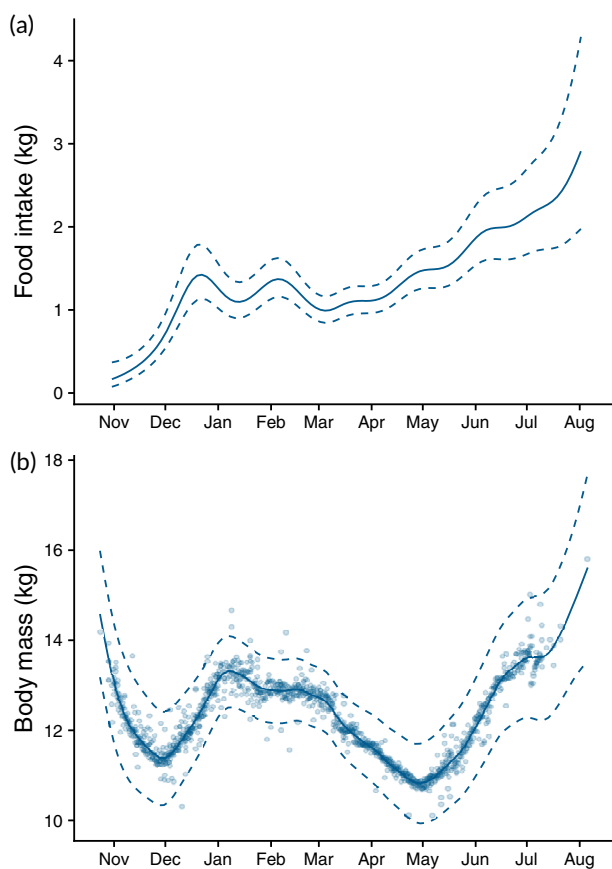 (a)
Food intake (kg)
4
3
2
1
0
Nov Dec Jan Feb Mar Apr May Jun Jul Aug
(b)
Body mass (kg)
18
16
14
12
10
Nov Dec Jan Feb Mar Apr May Jun Jul Aug